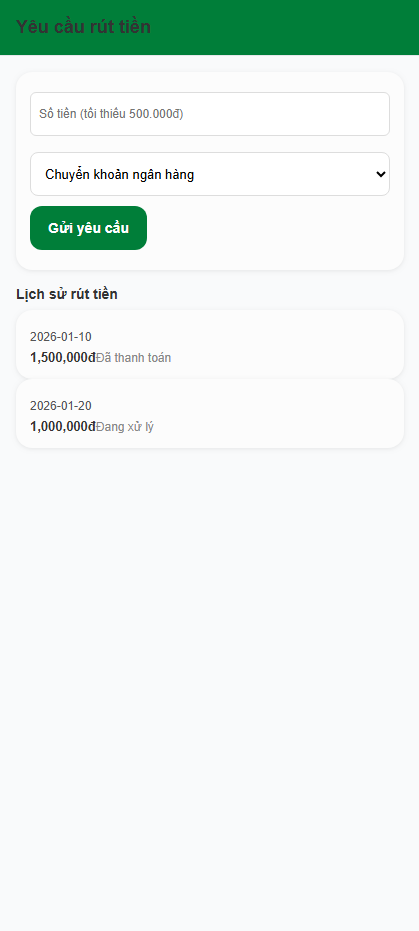 Yêu cầu rút tiền
Số tiền (tối thiểu 500.000đ)
Chuyển khoản ngân hàng
Gửi yêu cầu
Lịch sử rút tiền
2026-01-10
1,500,000đĐã thanh toán
2026-01-20
1,000,000đĐang xử lý